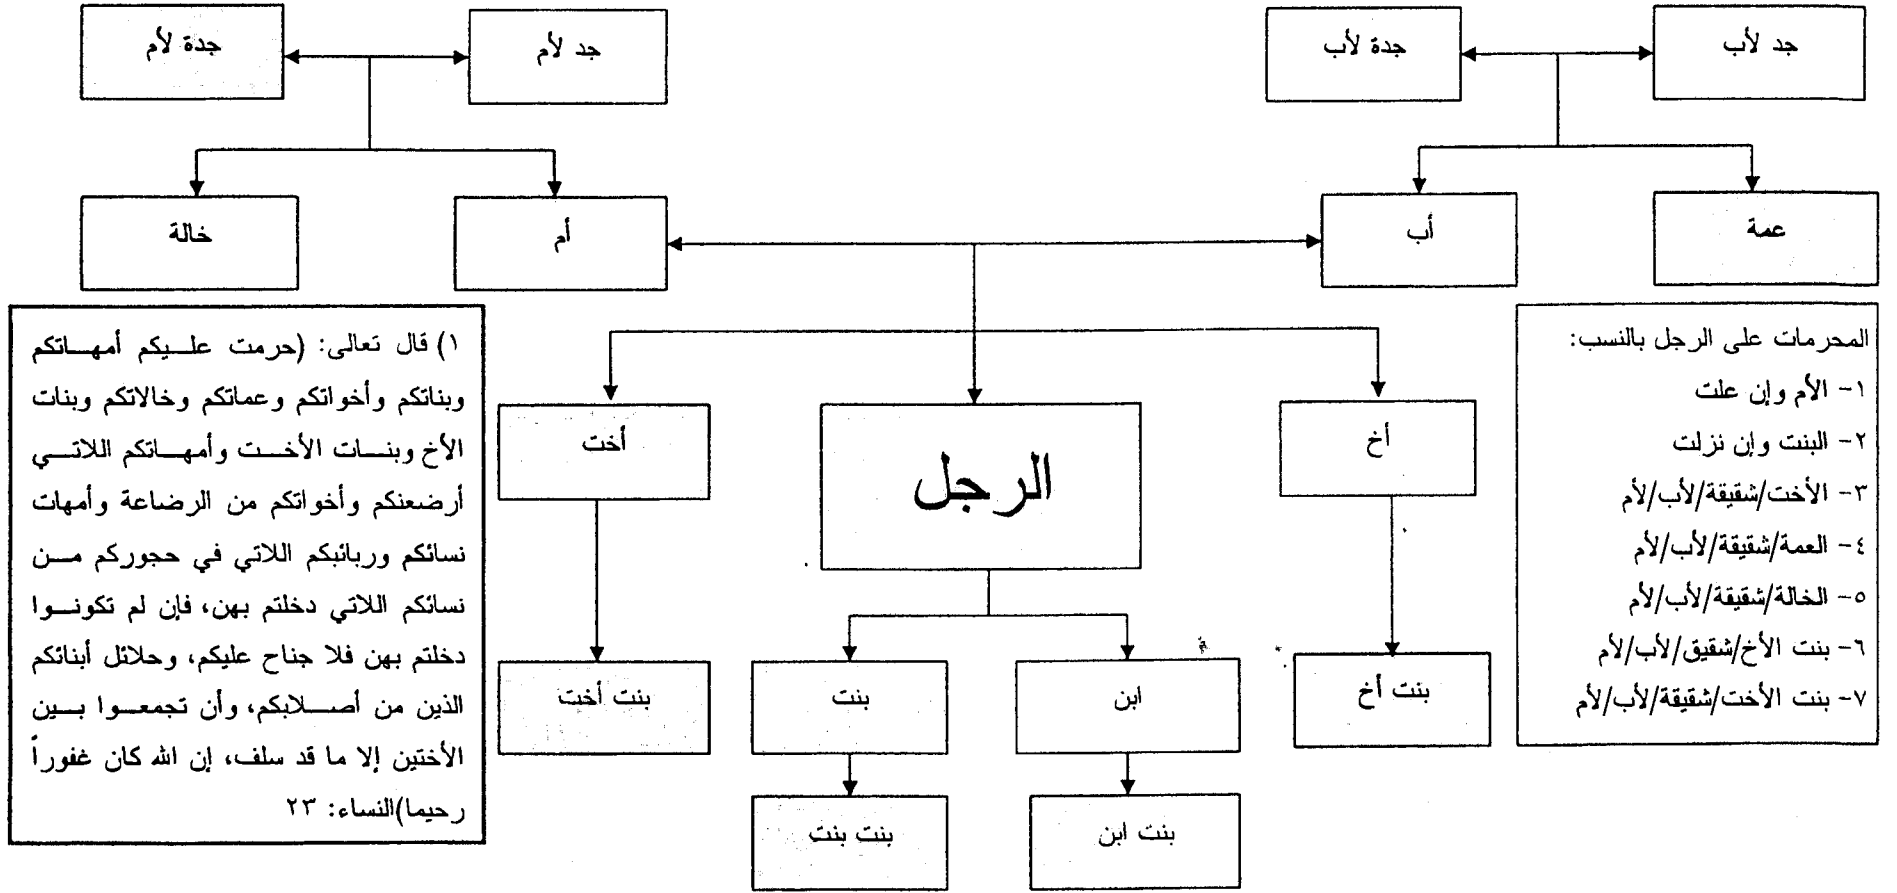 جد لأب
جدة لأب
جد لأم
جدة لأم
عمة
أب
أم
خالة
المحرمات على الرجل بالنسب:
١- الأم وإن علت
٢- البنت وإن نزلت
٣- الأخت/شقيقة/لأب/لأم
٤- العمة/شقيقة/لأب/لأم
٥- الخالة/شقيقة/لأب/لأم
٦- بنت الأخ/شقيق/لأب/لأم
٧- بنت الأخت/شقيقة/لأب/لأم
أخ
الرجل
أخت
بنت أخ
ابن
بنت
بنت أخت
بنت ابن
بنت بنت
١) قال تعالى: (حرمت عليكم أمهاتكم
وبناتكم وأخواتكم وعماتكم وخالاتكم وبنات
الأخ وبنات الأخت وأمهاتكم اللاتي
أرضعنكم وأخواتكم من الرضاعة وأمهات
نسائكم وربائبكم اللاتي في حجوركم من
نسائكم اللاتي دخلتم بهن، فإن لم تكونوا
دخلتم بهن فلا جناح عليكم، وحلائل أبنائكم
الذين من أصلابكم، وأن تجمعوا بين
الأختين إلا ما قد سلف، إن الله كان غفوراً
رحيما)النساء: ٢٣